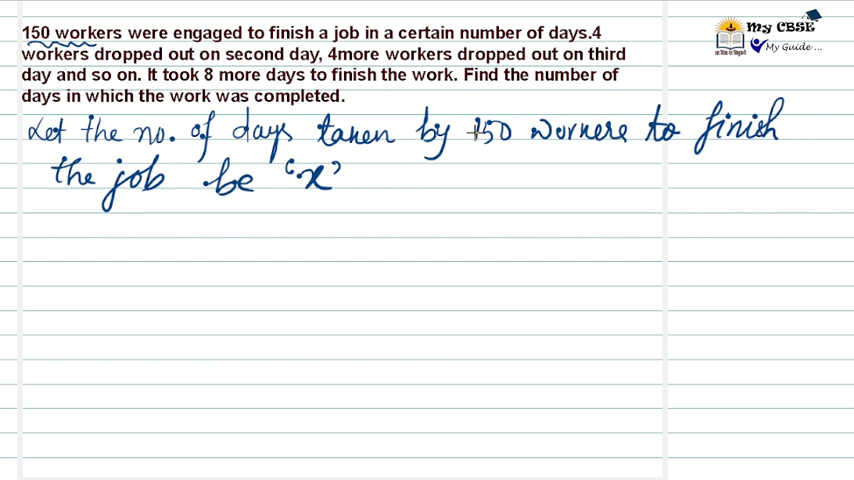 150 workers were engaged to finish a job in a certain number of days.4
workers dropped out on second day, 4more workers dropped out on third
day and so on. It took 8 more days to finish the work. Find the number of
days in which the work was completed.
My CBSE
My Guide ...
Let the no. of days taken by 150 workers to finish
the job be 'x'